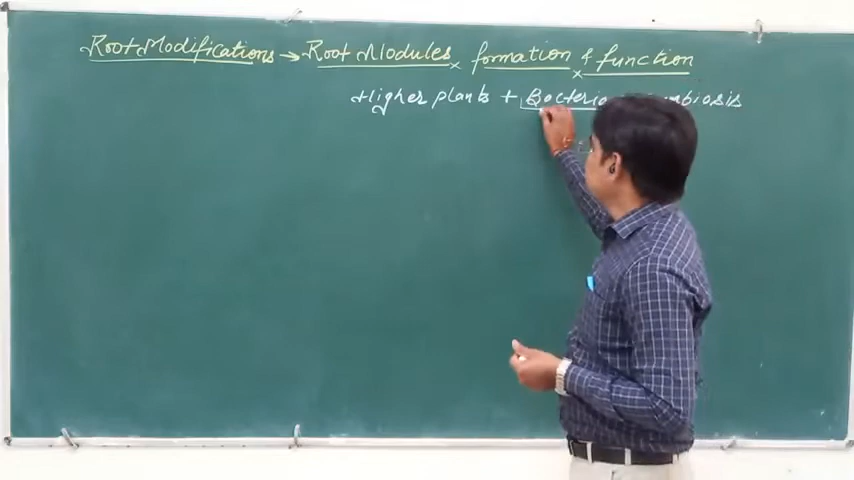 Root Modifications → Root Nodules, formation & function
Higher plants + Bacteria